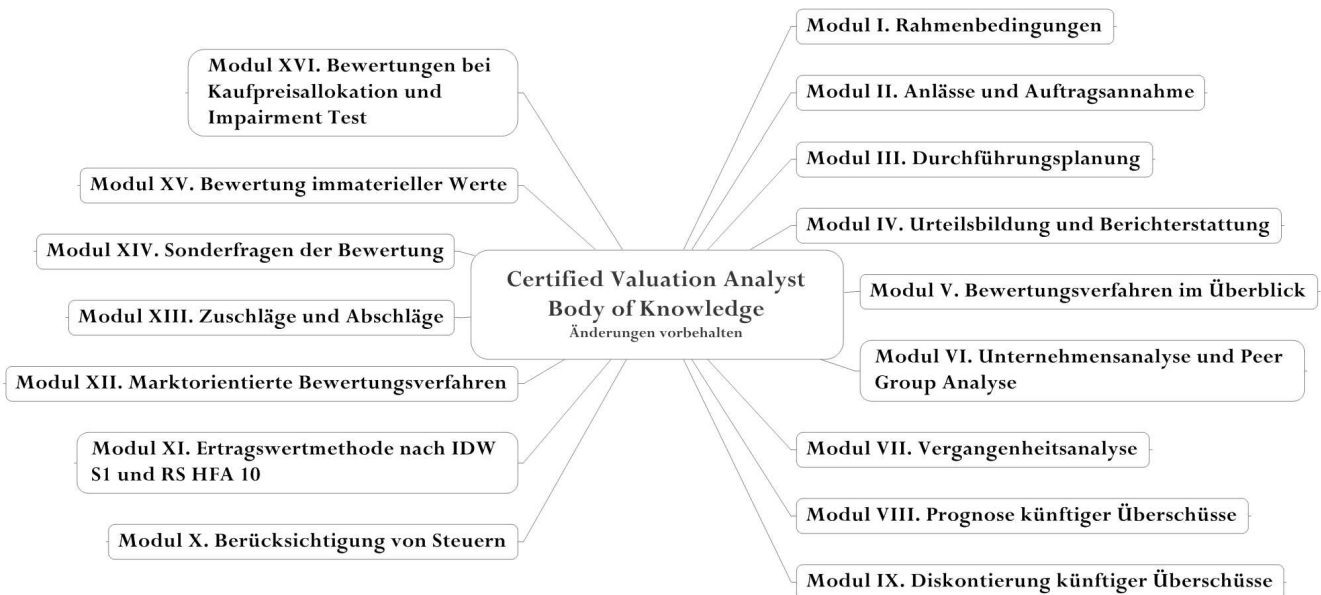 Certified Valuation Analyst
Body of Knowledge
Änderungen vorbehalten
Modul I. Rahmenbedingungen
Modul II. Anlässe und Auftragsannahme
Modul III. Durchführungsplanung
Modul IV. Urteilsbildung und Berichterstattung
Modul V. Bewertungsverfahren im Überblick
Modul VI. Unternehmensanalyse und Peer
Group Analyse
Modul VII. Vergangenheitsanalyse
Modul VIII. Prognose künftiger Überschüsse
Modul IX. Diskontierung künftiger Überschüsse
Modul X. Berücksichtigung von Steuern
Modul XI. Ertragswertmethode nach IDW
S1 und RS HFA 10
Modul XII. Marktorientierte Bewertungsverfahren
Modul XIII. Zuschläge und Abschläge
Modul XIV. Sonderfragen der Bewertung
Modul XV. Bewertung immaterieller Werte
Modul XVI. Bewertungen bei
Kaufpreisallokation und
Impairment Test